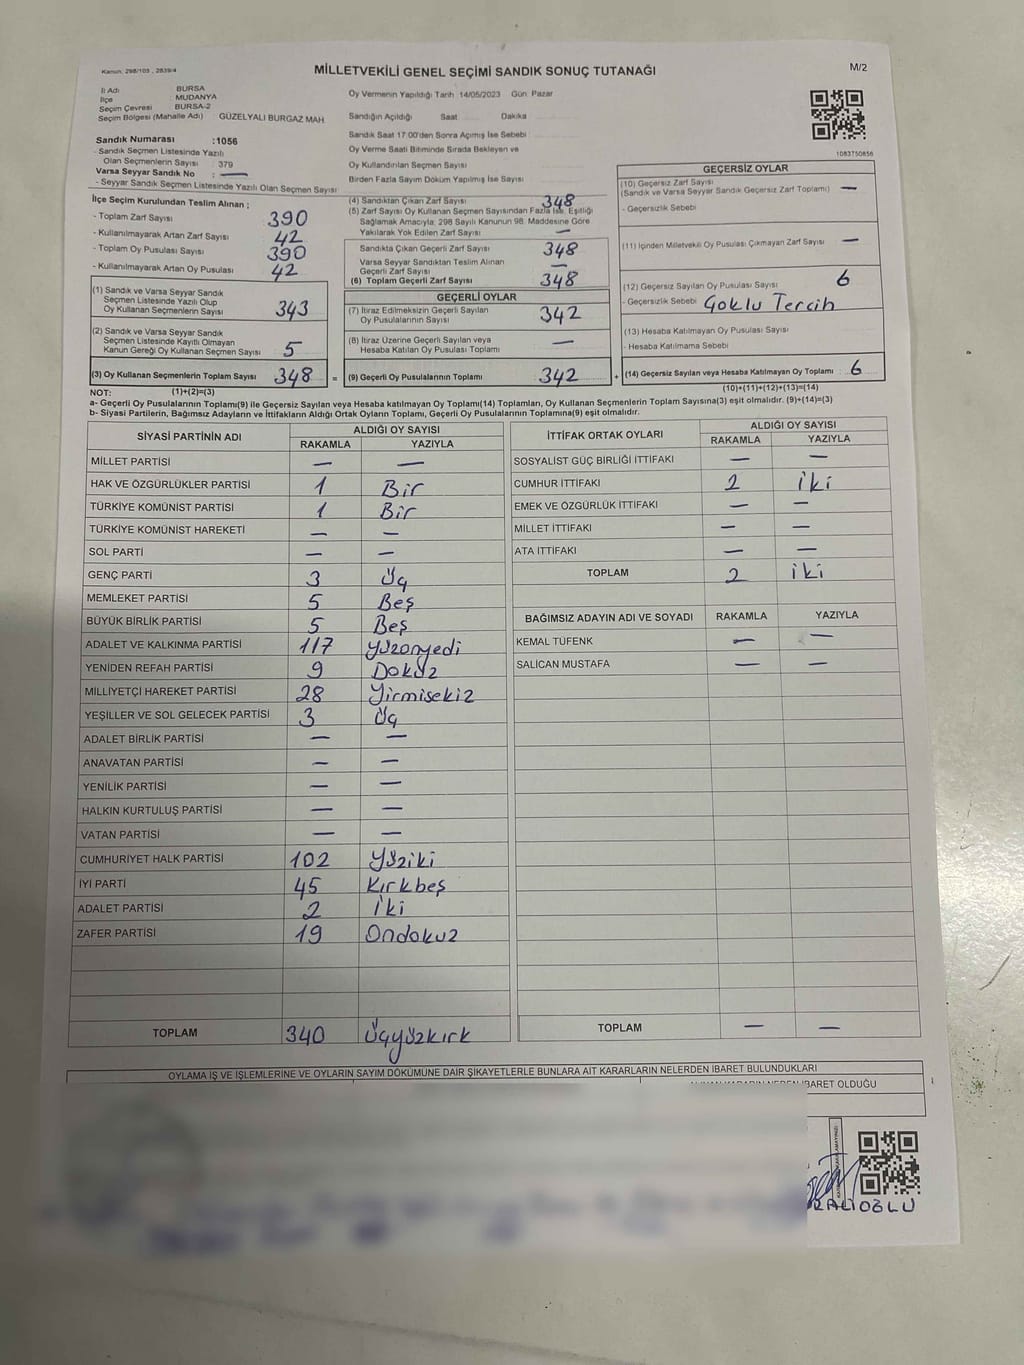 Kanun: 298/105 , 2839/4
MİLLETVEKİLİ GENEL SEÇİMİ SANDIK SONUÇ TUTANAĞI
M/2
İl Adı BURSA
İlçe MUDANYA
Seçim Çevresi BURSA-2
Seçim Bölgesi (Mahalle Adı) GÜZELYALI BURGAZ MAH.
Oy Vermenin Yapıldığı Tarih :14/05/2023 Gün: Pazar
Sandığın Açıldığı Saat Dakika
Sandık Saat 17:00'den Sonra Açımış İse Sebebi
Oy Verme Saati Bitiminde Sırada Bekleyen ve
Oy Kullandırılan Seçmen Sayısı
Birden Fazla Sayım Döküm Yapılmış İse Sayısı
1083750856
Sandık Numarası :1056
- Sandık Seçmen Listesinde Yazılı
Olan Seçmenlerin Sayısı : 379
Varsa Seyyar Sandık No : —
- Seyyar Sandık Seçmen Listesinde Yazılı Olan Seçmen Sayısı
İlçe Seçim Kurulundan Teslim Alınan ;
- Toplam Zarf Sayısı 390
- Kullanılmayarak Artan Zarf Sayısı 42
- Toplam Oy Pusulası Sayısı 390
- Kullanılmayarak Artan Oy Pusulası 42
(1) Sandık ve Varsa Seyyar Sandık
Seçmen Listesinde Yazılı Olup
Oy Kullanan Seçmenlerin Sayısı 343
(2) Sandık ve Varsa Seyyar Sandık
Seçmen Listesinde Kayıtlı Olmayan
Kanun Gereği Oy Kullanan Seçmen Sayısı 5
(3) Oy Kullanan Seçmenlerin Toplam Sayısı 348 =
(4) Sandıktan Çıkan Zarf Sayısı 348
(5) Zarf Sayısı Oy Kullanan Seçmen Sayısından Fazla İse, Eşitliği
Sağlamak Amacıyla; 298 Sayılı Kanunun 98. Maddesine Göre
Yakılarak Yok Edilen Zarf Sayısı —
Sandıkta Çıkan Geçerli Zarf Sayısı 348
Varsa Seyyar Sandıktan Teslim Alınan
Geçerli Zarf Sayısı —
(6) Toplam Geçerli Zarf Sayısı 348
GEÇERLİ OYLAR
(7) İtiraz Edilmeksizin Geçerli Sayılan
Oy Pusulalarının Sayısı 342
(8) İtiraz Üzerine Geçerli Sayılan veya
Hesaba Katılan Oy Pusulası Toplamı —
(9) Geçerli Oy Pusulalarının Toplamı 342 +
GEÇERSİZ OYLAR
(10) Geçersiz Zarf Sayısı
(Sandık ve Varsa Seyyar Sandık Geçersiz Zarf Toplamı) —
- Geçersizlik Sebebi
(11) İçinden Milletvekili Oy Pusulası Çıkmayan Zarf Sayısı —
(12) Geçersiz Sayılan Oy Pusulası Sayısı 6
- Geçersizlik Sebebi Çoklu Tercih
(13) Hesaba Katılmayan Oy Pusulası Sayısı
- Hesaba Katılmama Sebebi
(14) Geçersiz Sayılan veya Hesaba Katılmayan Oy Toplamı : 6
NOT: (1)+(2)=(3) (10)+(11)+(12)+(13)=(14)
a- Geçerli Oy Pusulalarının Toplamı(9) ile Geçersiz Sayılan veya Hesaba katılmayan Oy Toplamı(14) Toplamları, Oy Kullanan Seçmenlerin Toplam Sayısına(3) eşit olmalıdır. (9)+(14)=(3)
b- Siyasi Partilerin, Bağımsız Adayların ve İttifakların Aldığı Ortak Oyların Toplamı, Geçerli Oy Pusulalarının Toplamına(9) eşit olmalıdır.
SİYASİ PARTİNİN ADI ALDIĞI OY SAYISI
RAKAMLA YAZIYLA
MİLLET PARTİSİ — —
HAK VE ÖZGÜRLÜKLER PARTİSİ 1 Bir
TÜRKİYE KOMÜNİST PARTİSİ 1 Bir
TÜRKİYE KOMÜNİST HAREKETİ — —
SOL PARTİ — —
GENÇ PARTİ 3 Üç
MEMLEKET PARTİSİ 5 Beş
BÜYÜK BİRLİK PARTİSİ 5 Beş
ADALET VE KALKINMA PARTİSİ 117 Yüzonyedi
YENİDEN REFAH PARTİSİ 9 Dokuz
MİLLİYETÇİ HAREKET PARTİSİ 28 Yirmisekiz
YEŞİLLER VE SOL GELECEK PARTİSİ 3 Üç
ADALET BİRLİK PARTİSİ — —
ANAVATAN PARTİSİ — —
YENİLİK PARTİSİ — —
HALKIN KURTULUŞ PARTİSİ — —
VATAN PARTİSİ — —
CUMHURİYET HALK PARTİSİ 102 Yüziki
İYİ PARTİ 45 Kırkbeş
ADALET PARTİSİ 2 İki
ZAFER PARTİSİ 19 Ondokuz
TOPLAM 340 Üçyüzkırk
İTTİFAK ORTAK OYLARI ALDIĞI OY SAYISI
RAKAMLA YAZIYLA
SOSYALİST GÜÇ BİRLİĞİ İTTİFAKI — —
CUMHUR İTTİFAKI 2 iki
EMEK VE ÖZGÜRLÜK İTTİFAKI — —
MİLLET İTTİFAKI — —
ATA İTTİFAKI — —
TOPLAM 2 iki
BAĞIMSIZ ADAYIN ADI VE SOYADI RAKAMLA YAZIYLA
KEMAL TÜFENK — —
SALİCAN MUSTAFA — —
TOPLAM — —
OYLAMA İŞ VE İŞLEMLERİNE VE OYLARIN SAYIM DÖKÜMÜNE DAİR ŞİKAYETLERLE BUNLARA AİT KARARLARIN NELERDEN İBARET BULUNDUKLARI
İBARET OLDUĞU